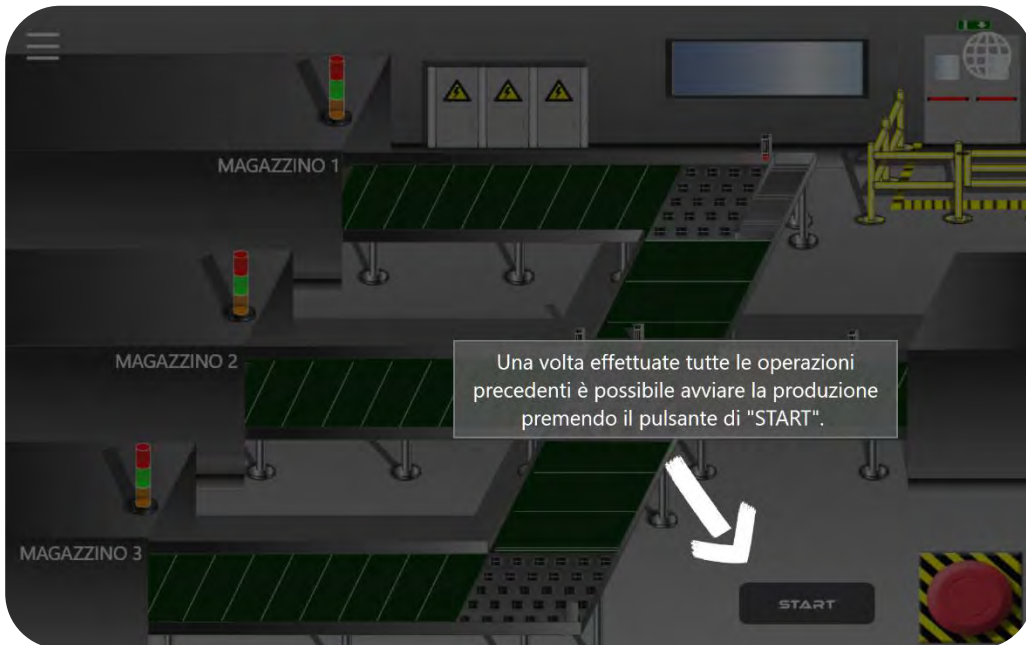 MAGAZZINO 1
MAGAZZINO 2
Una volta effettuate tutte le operazioni
precedenti è possibile avviare la produzione
premendo il pulsante di "START".
MAGAZZINO 3
START